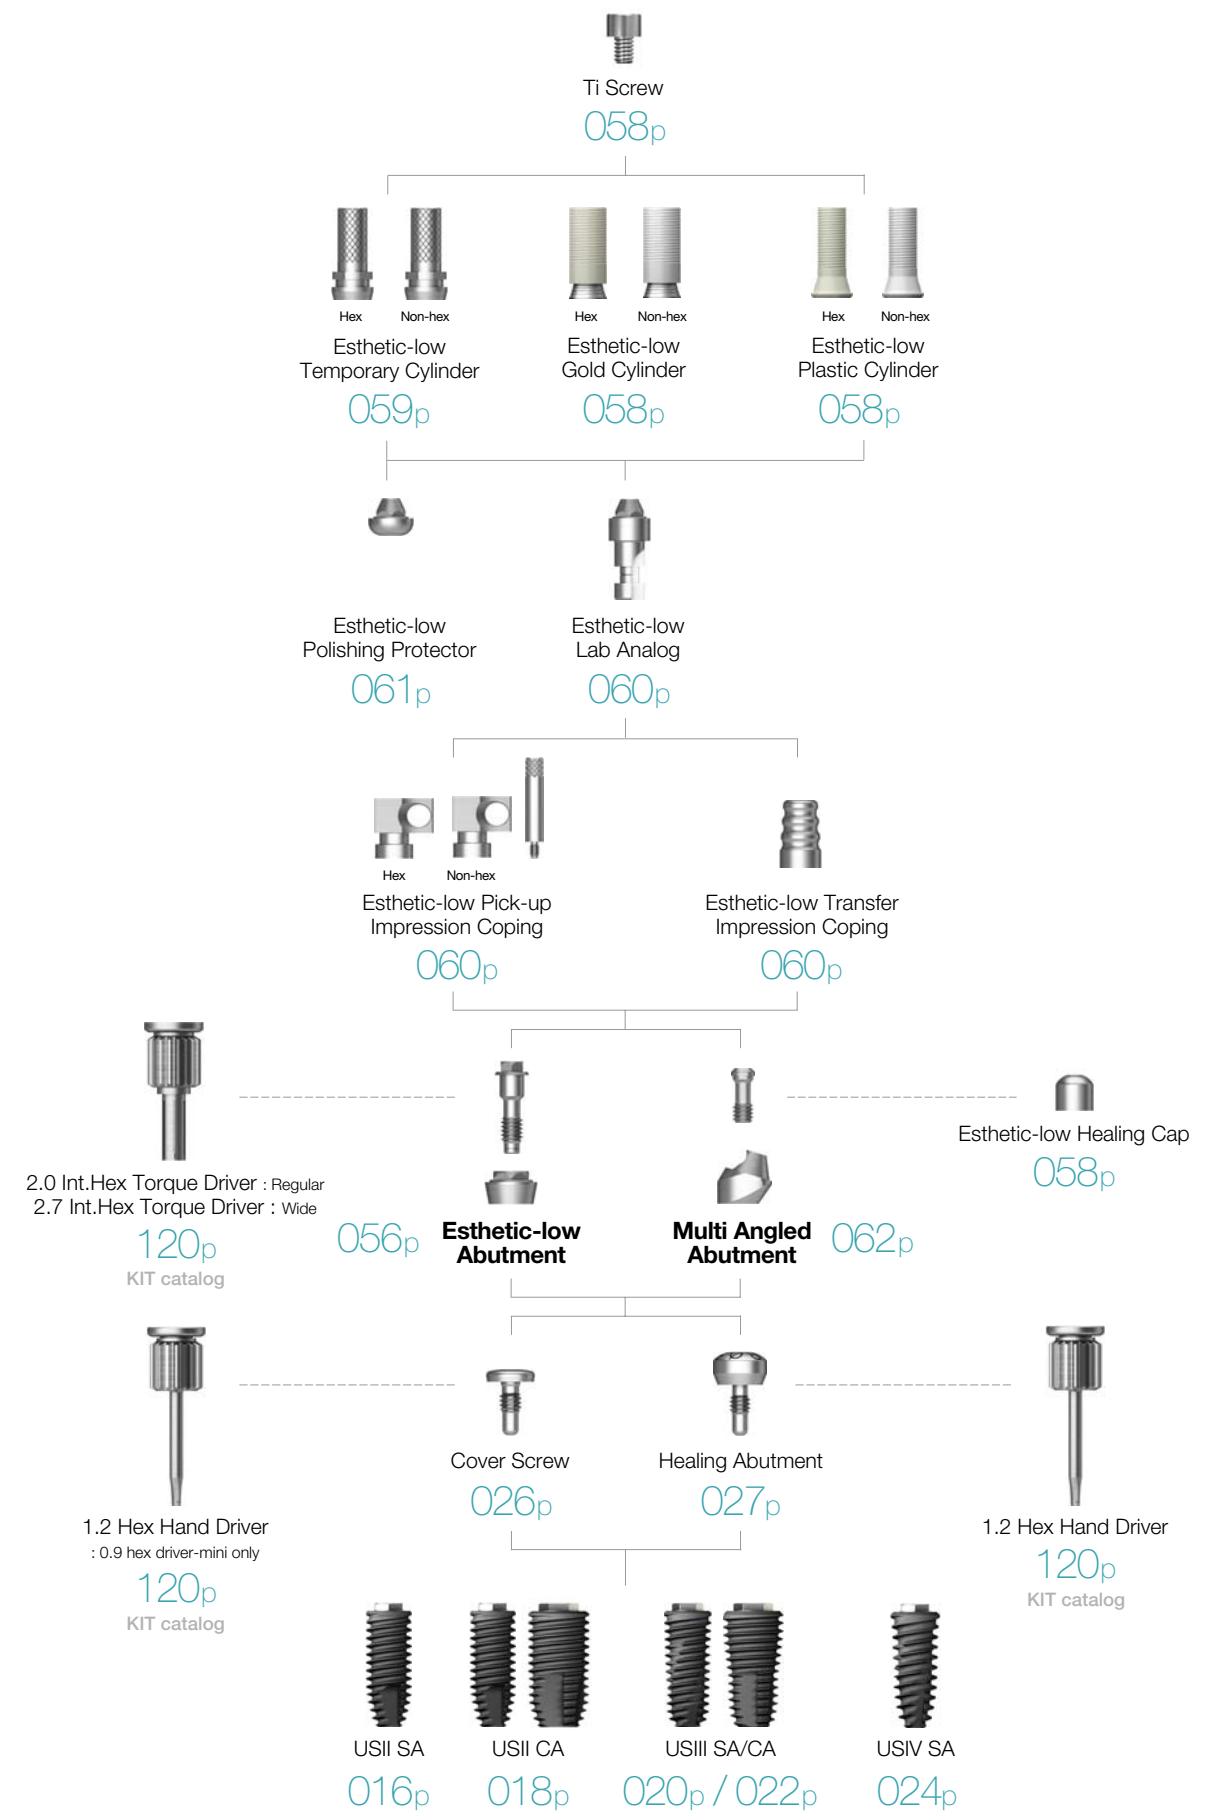 Ti Screw
058p
Hex Non-hex
Hex Non-hex
Hex Non-hex
Esthetic-low
Temporary Cylinder
059p
Esthetic-low
Gold Cylinder
058p
Esthetic-low
Plastic Cylinder
058p
Esthetic-low
Polishing Protector
061p
Esthetic-low
Lab Analog
060p
Hex Non-hex
Esthetic-low Pick-up
Impression Coping
060p
Esthetic-low Transfer
Impression Coping
060p
2.0 Int.Hex Torque Driver : Regular
2.7 Int.Hex Torque Driver : Wide
120p
KIT catalog
056p
Esthetic-low
Abutment
Multi Angled
Abutment
062p
Esthetic-low Healing Cap
058p
1.2 Hex Hand Driver
: 0.9 hex driver-mini only
120p
KIT catalog
Cover Screw
026p
Healing Abutment
027p
1.2 Hex Hand Driver
120p
KIT catalog
USII SA
016p
USII CA
018p
USIII SA/CA
020p / 022p
USIV SA
024p